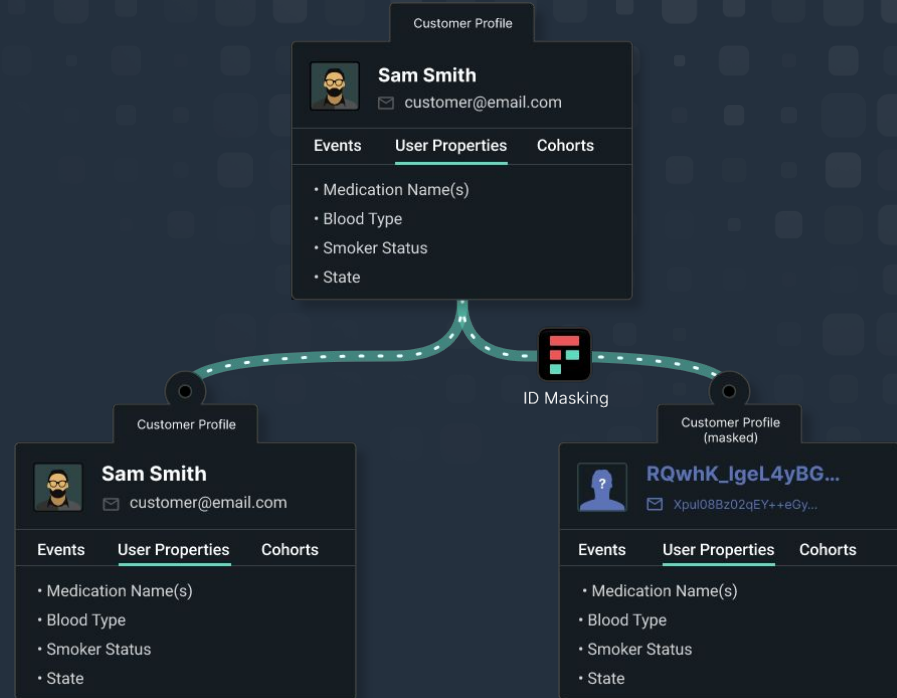 Customer Profile
Sam Smith
customer@email.com
Events User Properties Cohorts
• Medication Name(s)
• Blood Type
• Smoker Status
• State
ID Masking
Customer Profile
Sam Smith
customer@email.com
Events User Properties Cohorts
• Medication Name(s)
• Blood Type
• Smoker Status
• State
Customer Profile
(masked)
?
RQwhK_IgeL4yBG...
Xpul08Bz02qEY++eGy...
Events User Properties Cohorts
• Medication Name(s)
• Blood Type
• Smoker Status
• State